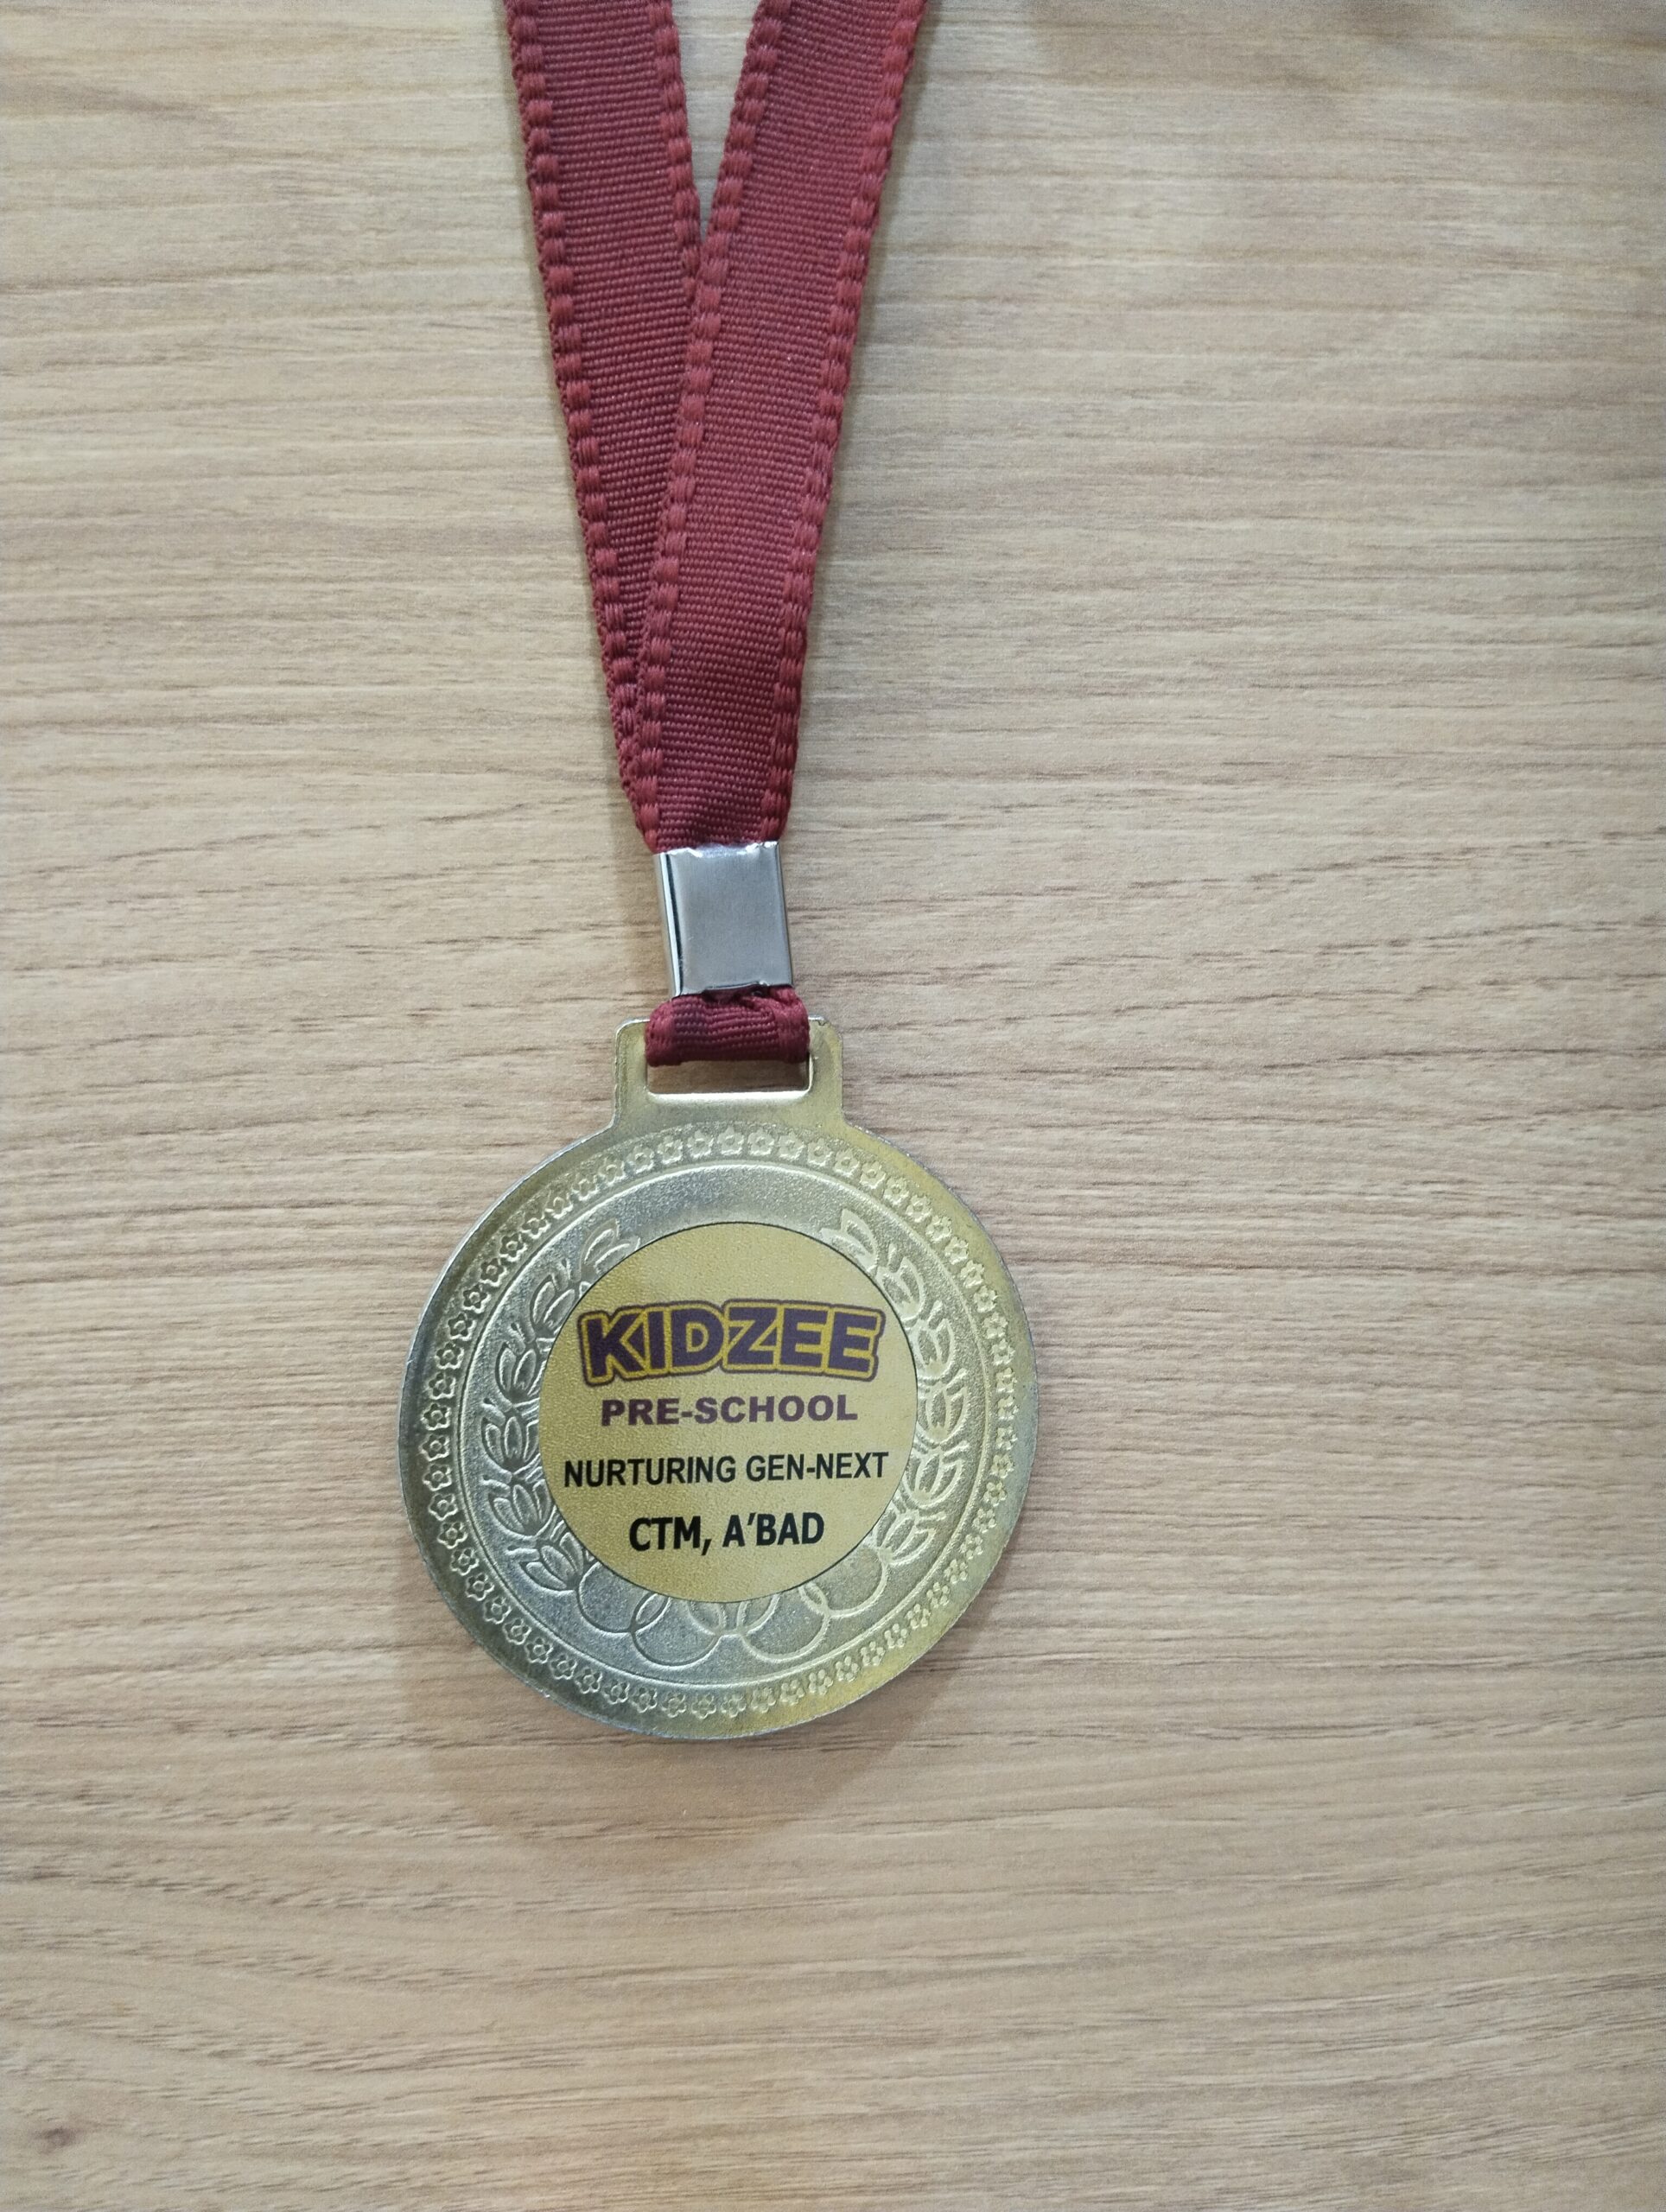 KIDZEE
PRE-SCHOOL
NURTURING GEN-NEXT
CTM, A'BAD